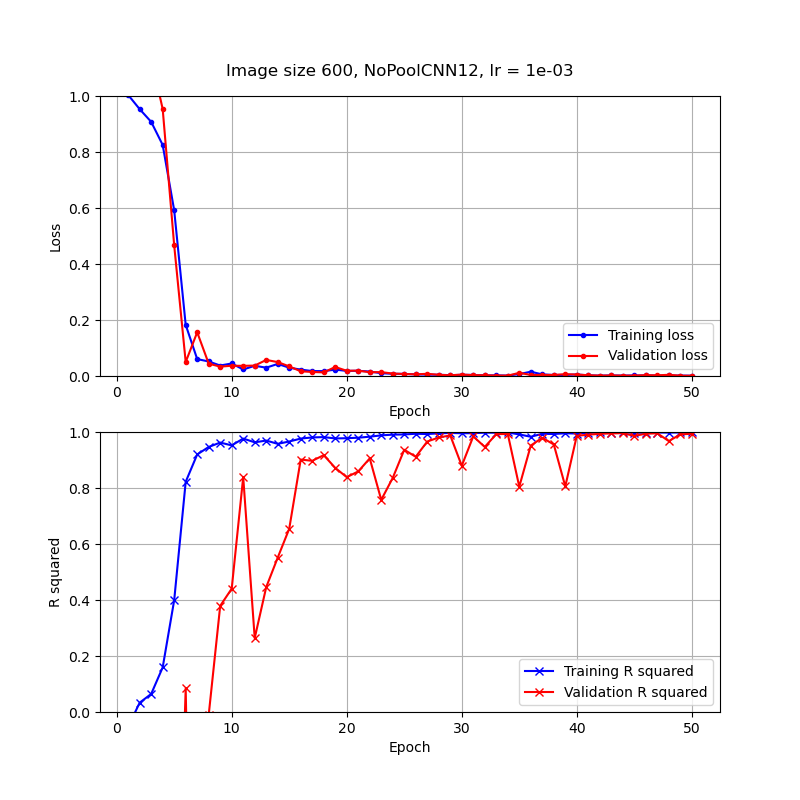 Image size 600, NoPoolCNN12, lr = 1e-03
1.0
0.8
0.6
0.4
0.2
0.0
Loss
0 10 20 30 40 50
Epoch
Training loss
Validation loss
1.0
0.8
0.6
0.4
0.2
0.0
R squared
0 10 20 30 40 50
Epoch
Training R squared
Validation R squared